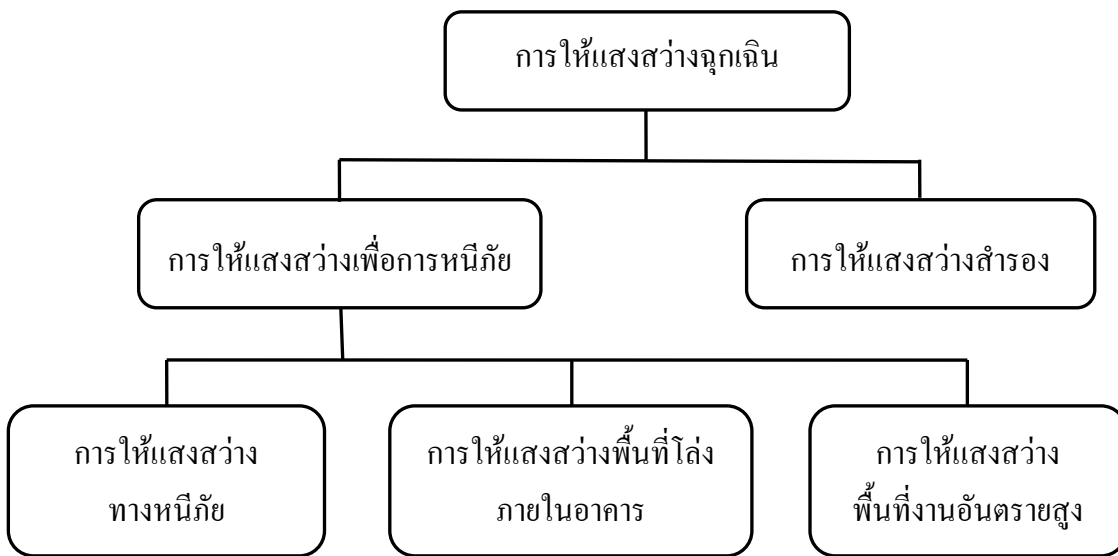 การให้แสงสว่างฉุกเฉิน
การให้แสงสว่างเพื่อการหนีภัย
การให้แสงสว่างสำรอง
การให้แสงสว่าง
ทางหนีภัย
การให้แสงสว่างพื้นที่โล่ง
ภายในอาคาร
การให้แสงสว่าง
พื้นที่งานอันตรายสูง